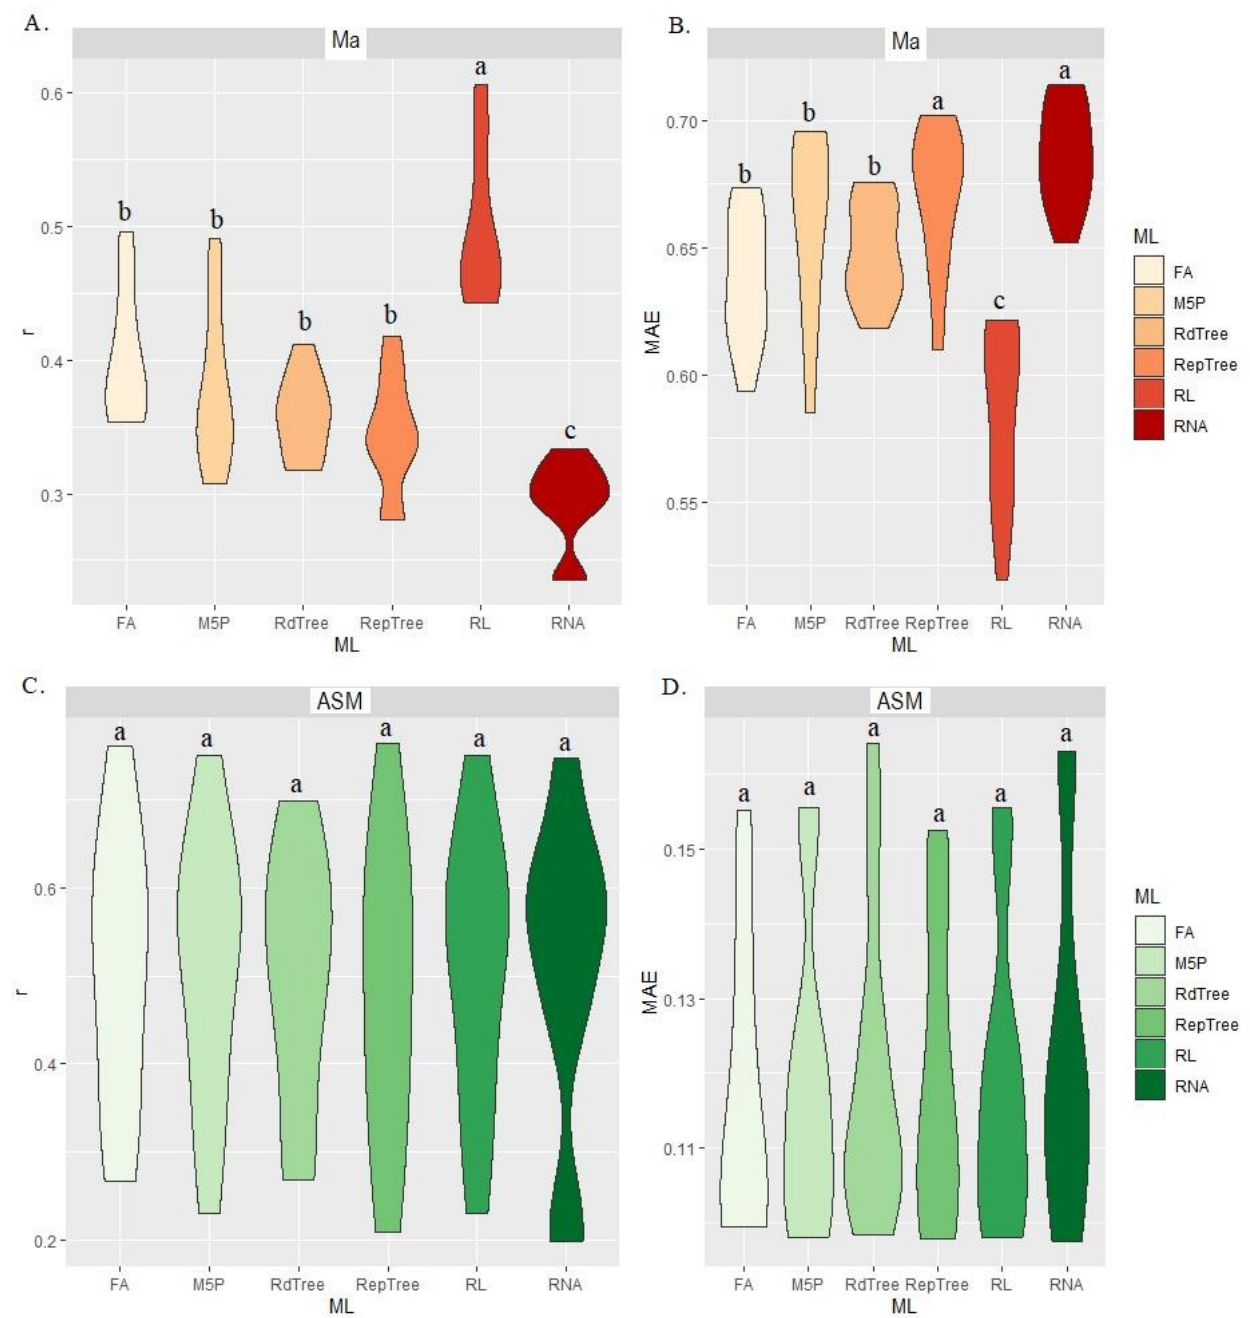 A.
Ma
r
0.6
0.5
0.4
0.3
b
b
b
b
a
c
FA M5P RdTree RepTree RL RNA
ML
B.
Ma
MAE
0.70
0.65
0.60
0.55
b
b
b
a
c
a
FA M5P RdTree RepTree RL RNA
ML
ML
FA
M5P
RdTree
RepTree
RL
RNA
C.
ASM
r
0.6
0.4
0.2
a
a
a
a
a
a
FA M5P RdTree RepTree RL RNA
ML
D.
ASM
MAE
0.15
0.13
0.11
a
a
a
a
a
a
FA M5P RdTree RepTree RL RNA
ML
ML
FA
M5P
RdTree
RepTree
RL
RNA